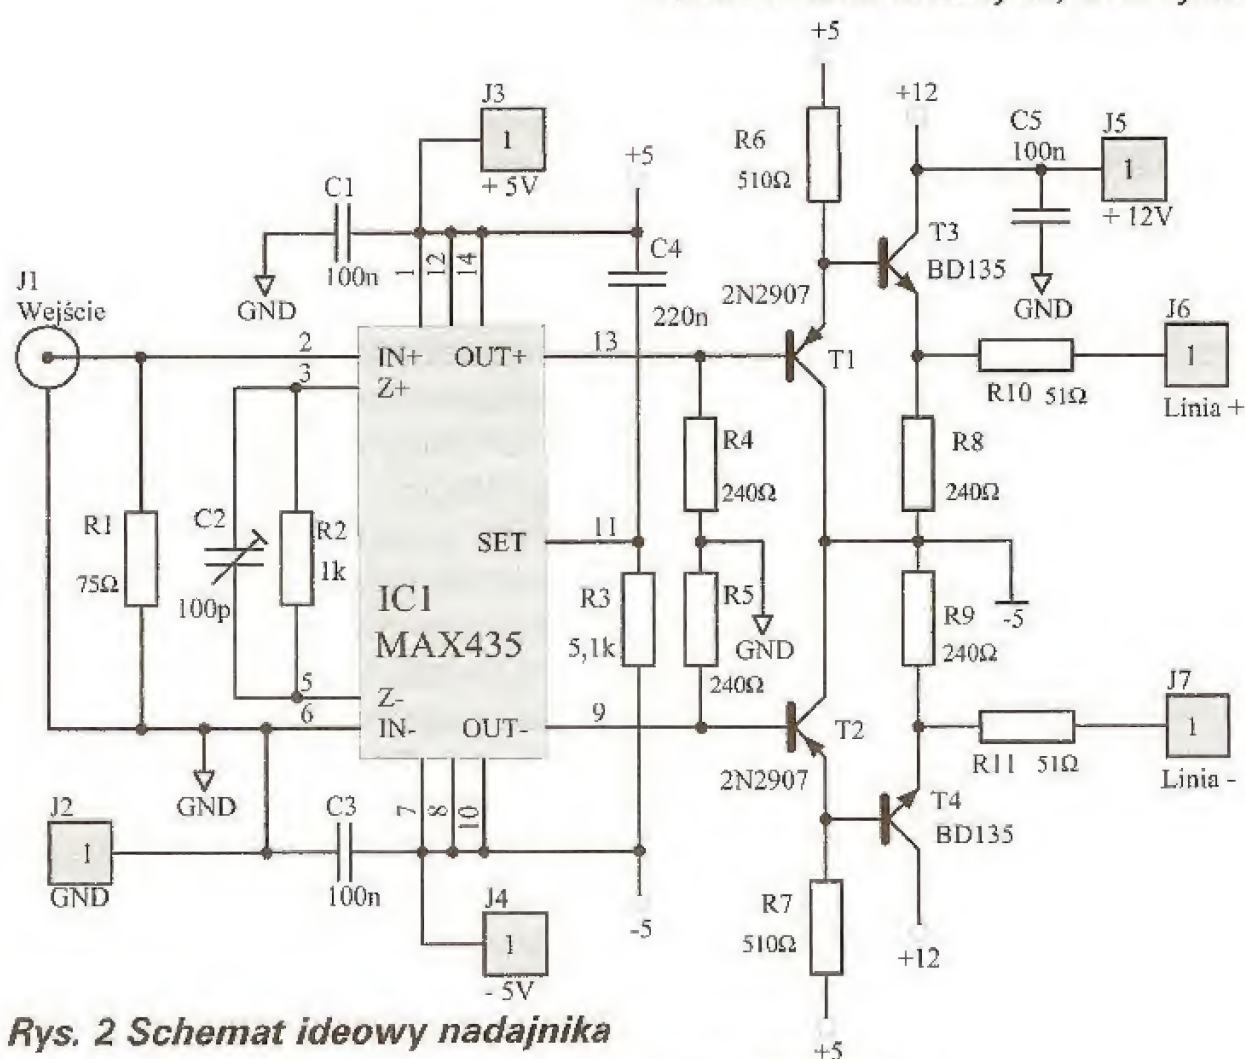 +5
J3
1
+ 5V
+12
C5
100n
J5
1
+ 12V
R6
510Ω
+5
C1
100n
GND
1
12
14
C4
220n
T3
BD135
GND
J1
Wejście
2N2907
T1
J6
1
Linia +
R10 51Ω
2
IN+
OUT+
13
3
Z+
R4
240Ω
R8
240Ω
R1
75Ω
C2
100p
R2
1k
SET
11
IC1
MAX435
R3
5,1k
R5
240Ω
GND
-5
R9
240Ω
5
Z-
6
IN-
OUT-
9
T2
2N2907
J7
1
Linia -
R11 51Ω
GND
J2
1
GND
C3
100n
7
8
10
T4
BD135
J4
1
- 5V
-5
R7
510Ω
+12
+5
Rys. 2 Schemat ideowy nadajnika